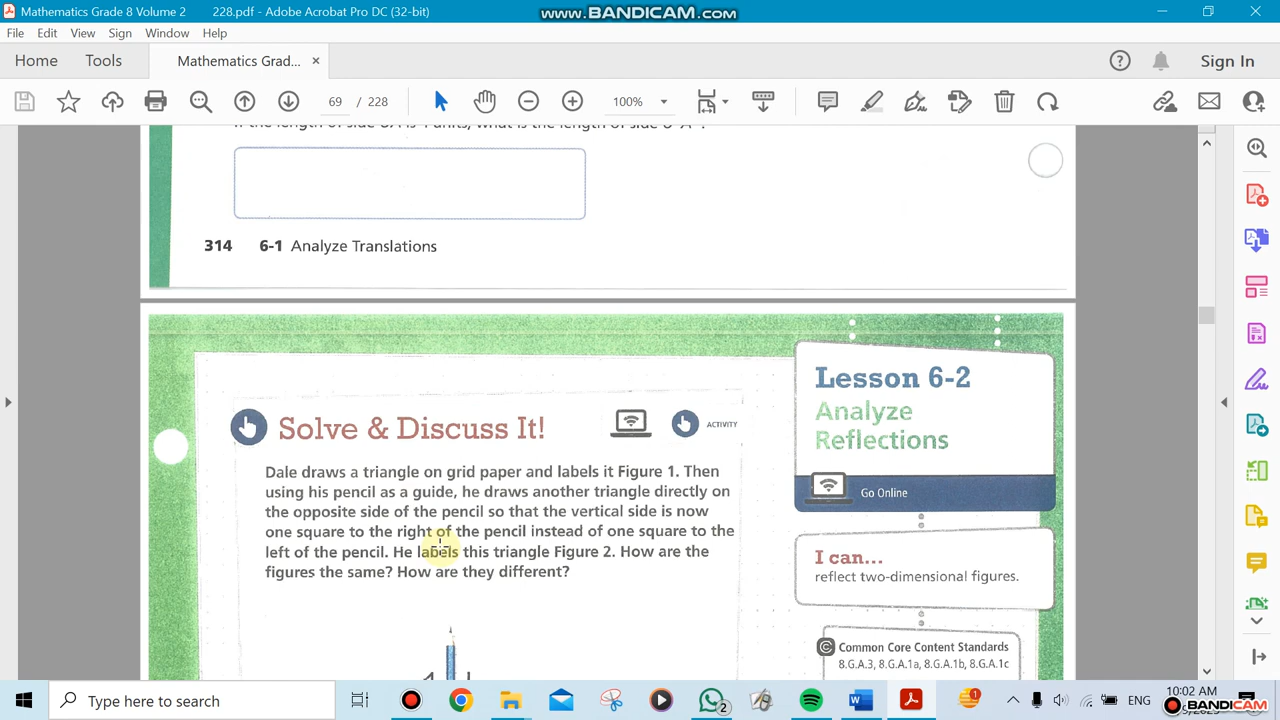 Mathematics Grade 8 Volume 2 228.pdf - Adobe Acrobat Pro DC (32-bit)
www.BANDICAM.com
File Edit View Sign Window Help
Home Tools Mathematics Grad... × Sign In
69 / 228 100%
314 6-1 Analyze Translations
Lesson 6-2
Analyze
Reflections
Go Online
Solve & Discuss It!
ACTIVITY
Dale draws a triangle on grid paper and labels it Figure 1. Then
using his pencil as a guide, he draws another triangle directly on
the opposite side of the pencil so that the vertical side is now
one square to the right of the pencil instead of one square to the
left of the pencil. He labels this triangle Figure 2. How are the
figures the same? How are they different?
I can...
reflect two-dimensional figures.
Common Core Content Standards
8.G.A.3, 8.G.A.1a, 8.G.A.1b, 8.G.A.1c
Type here to search
2
1
ENG
10:02 AM
BANDICAM